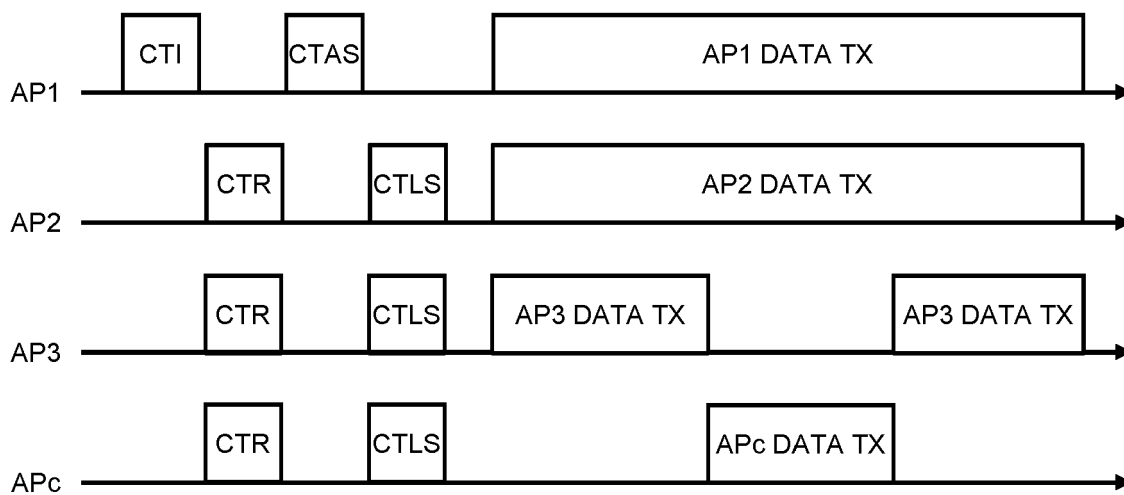 CTI CTAS AP1 DATA TX
AP1
CTR CTLS AP2 DATA TX
AP2
CTR CTLS AP3 DATA TX AP3 DATA TX
AP3
CTR CTLS APc DATA TX
APc